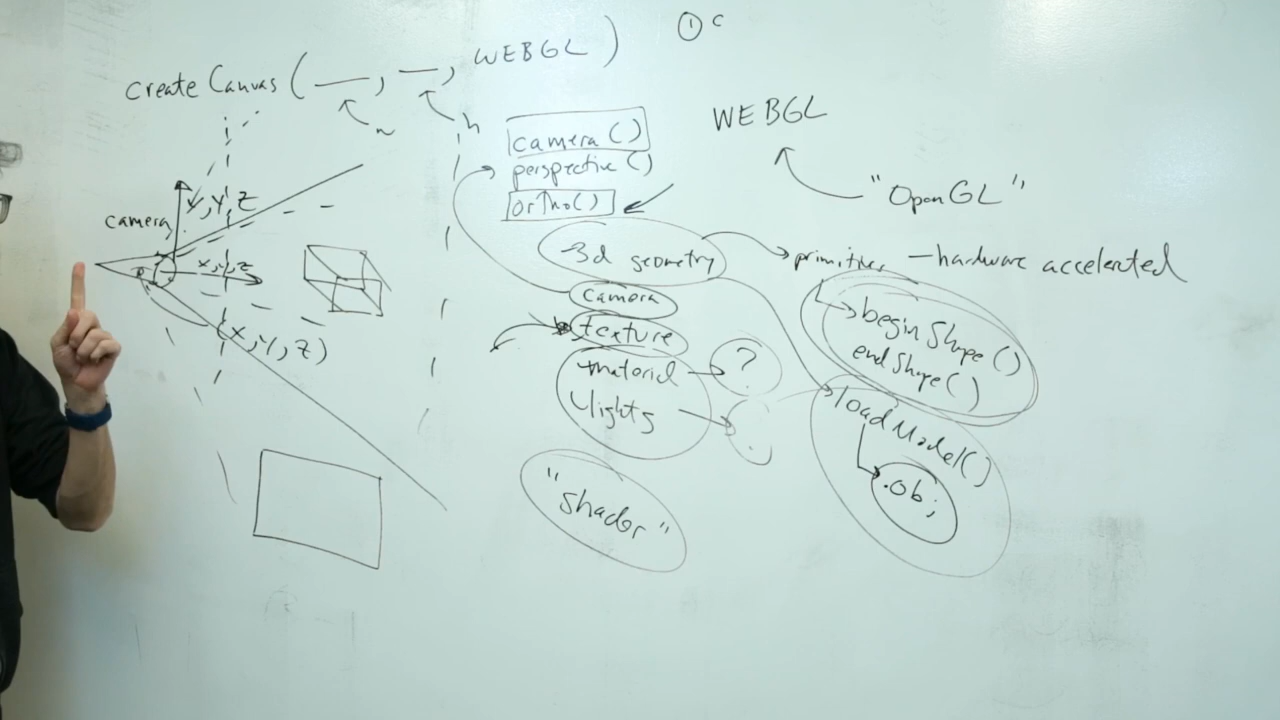 createCanvas( , , WEBGL)
w
h
① c
WEBGL
"OpenGL"
camera()
perspective()
ortho()
camera
X, Y, Z
x, y, z
(X, Y, Z)
3d geometry
primitives — hardware accelerated
beginShape()
endShape()
camera
texture
material ?
lights
loadModel()
.obj
"shader"